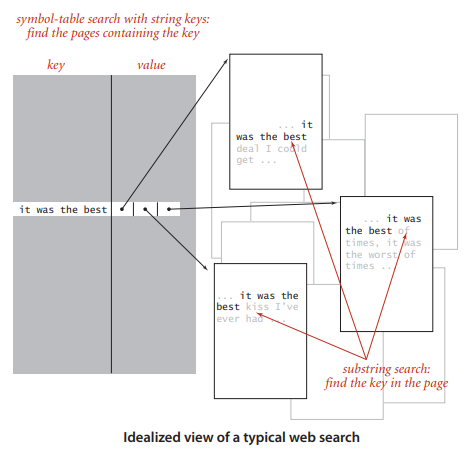 symbol-table search with string keys:
find the pages containing the key
key value
it was the best
... it
was the best
deal I could
get ...
... it was
the best of
times, it was
the worst of
times ...
... it was the
best kiss I've
ever had ...
substring search:
find the key in the page
Idealized view of a typical web search